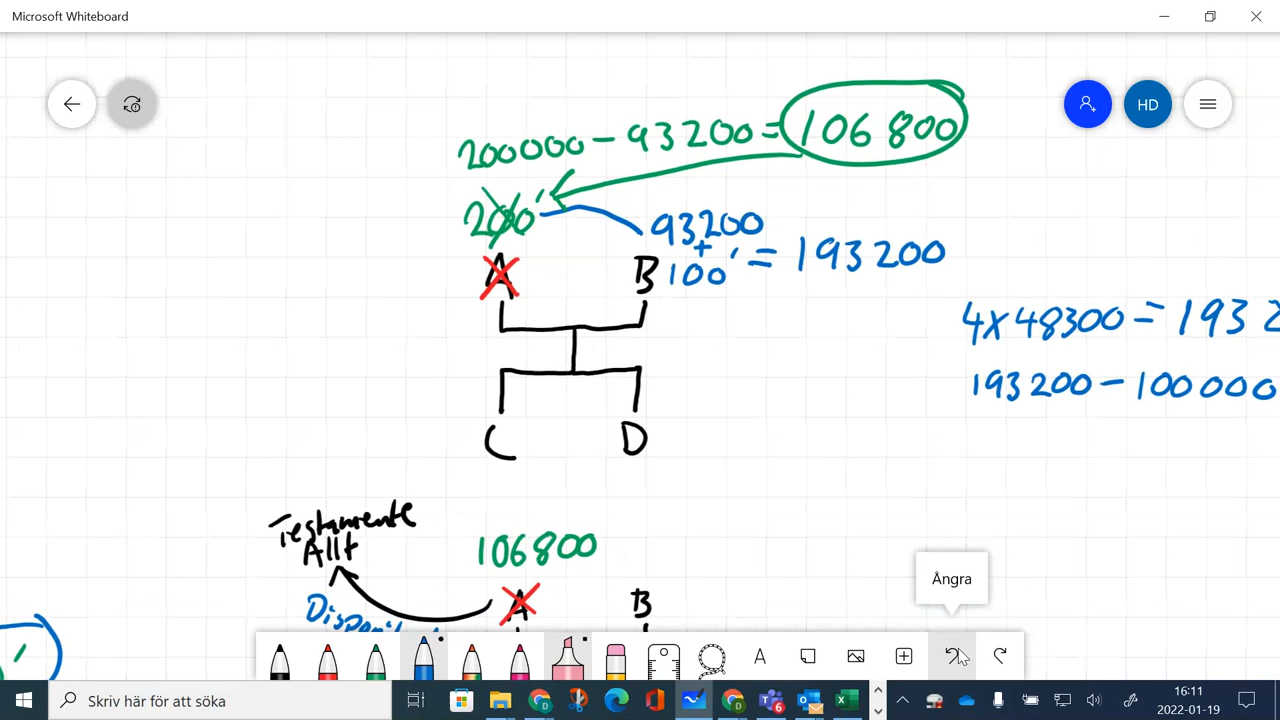 Microsoft Whiteboard
HD
200000 - 93200 = 106 800
200'
93200
+
100' = 193 200
A
B
4x48300 = 193 2
193 200 - 100 000
C
D
Testamente
Allt
106800
A
B
Ångra
A
Skriv här för att söka
16:11
2022-01-19